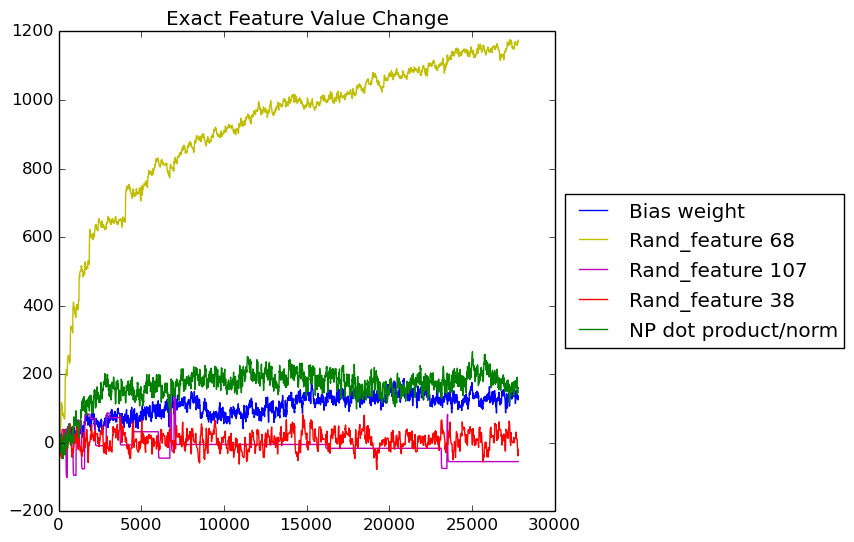 Exact Feature Value Change
1200
1000
800
600
400
200
0
−200
0 5000 10000 15000 20000 25000 30000
Bias weight
Rand_feature 68
Rand_feature 107
Rand_feature 38
NP dot product/norm